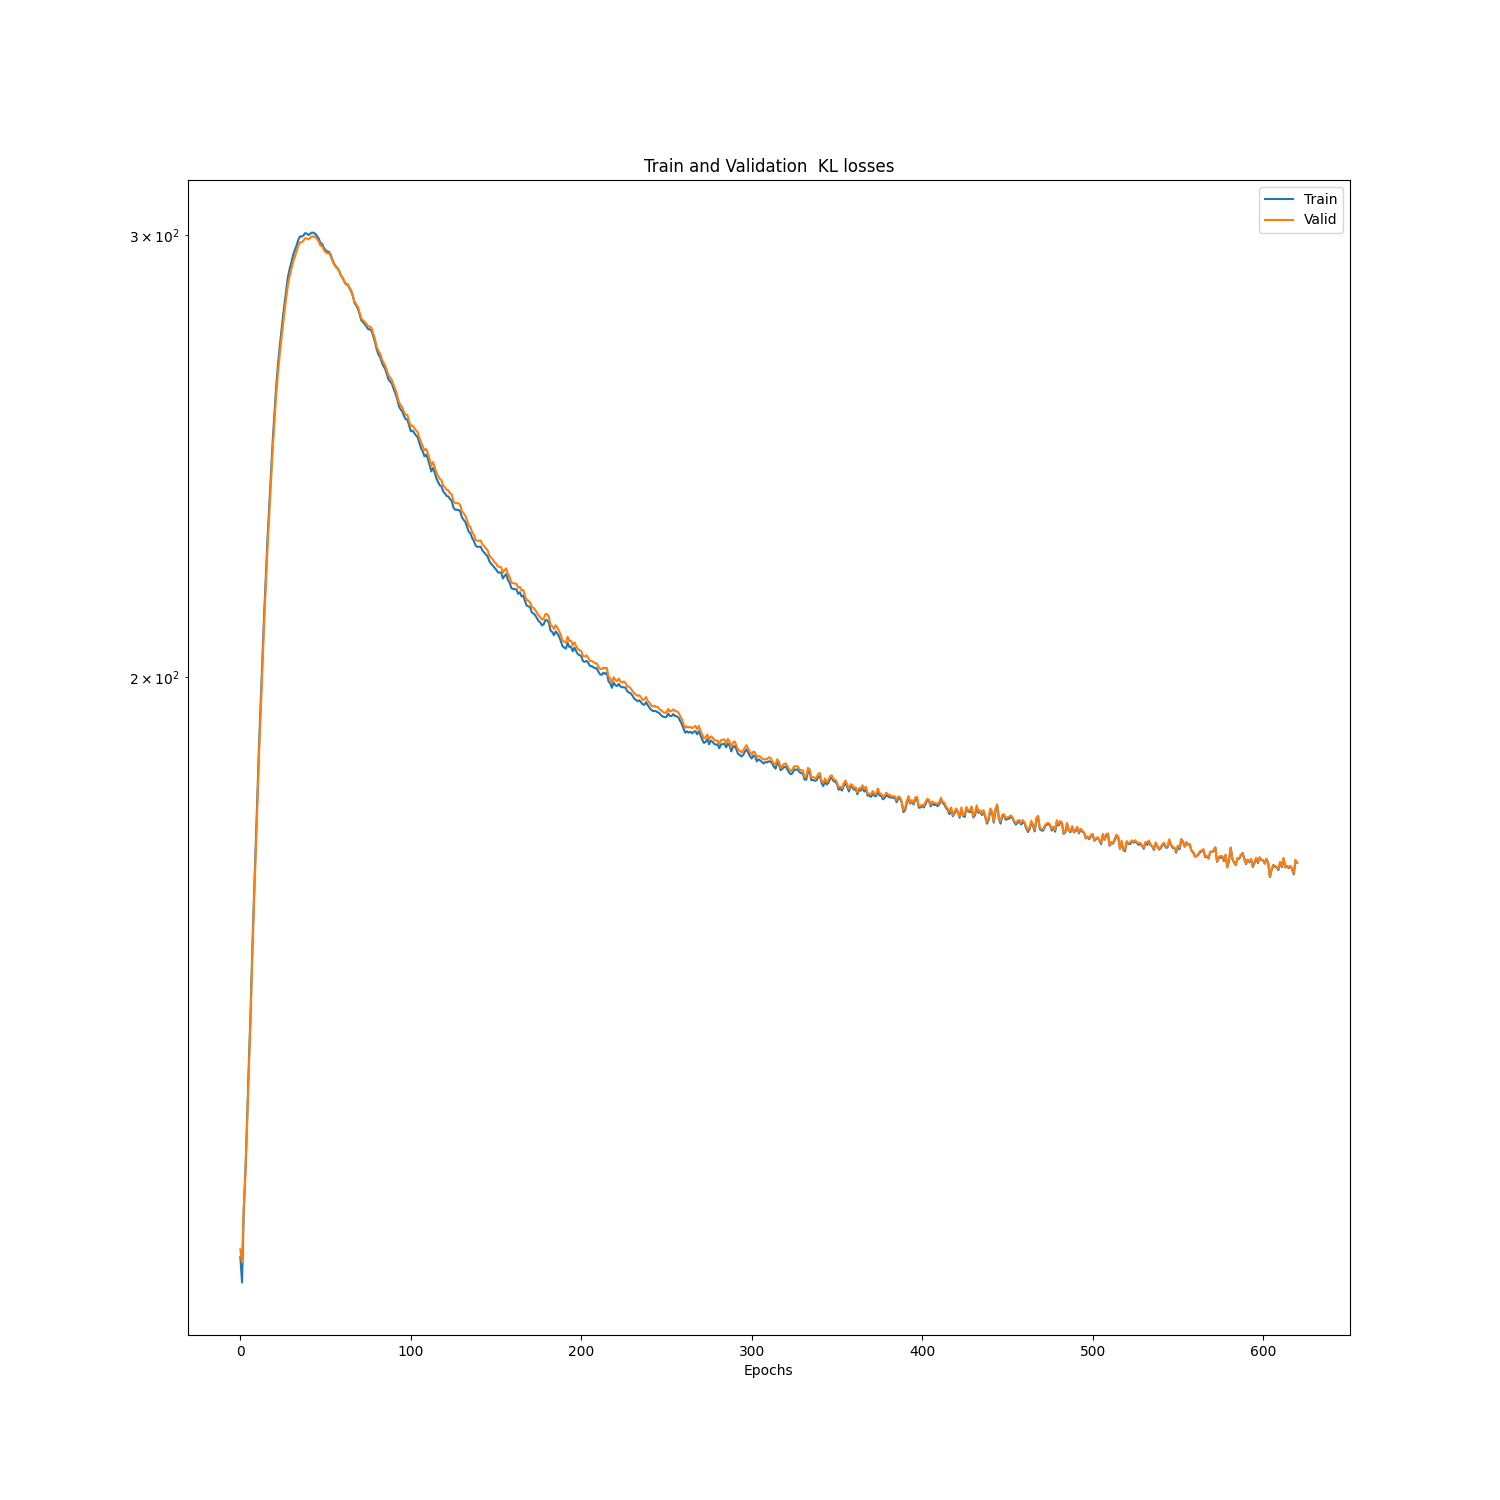 Train and Validation  KL losses
Train
Valid
3 × 10²
2 × 10²
0 100 200 300 400 500 600
Epochs